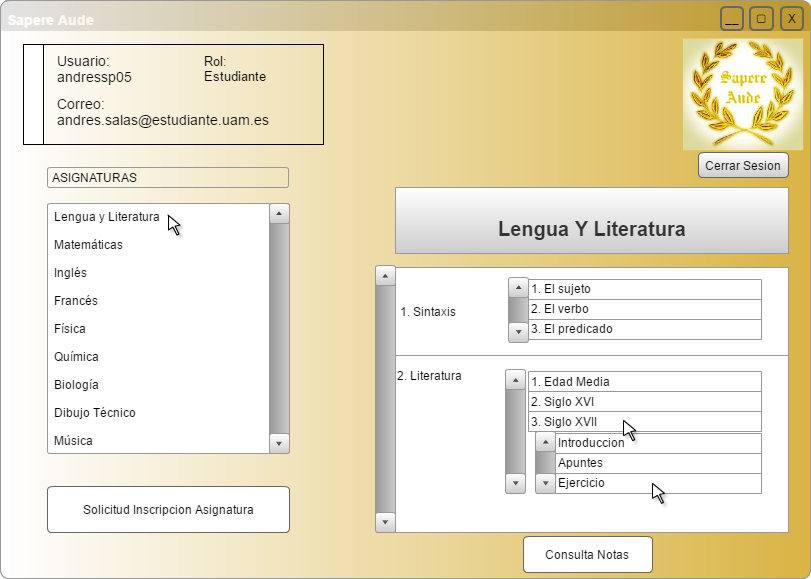 Sapere Aude
Usuario:
andressp05
Rol:
Estudiante
Correo:
andres.salas@estudiante.uam.es
Sapere
Aude
Cerrar Sesion
ASIGNATURAS
Lengua y Literatura
Matemáticas
Inglés
Francés
Física
Química
Biología
Dibujo Técnico
Música
Solicitud Inscripcion Asignatura
Lengua Y Literatura
1. Sintaxis
1. El sujeto
2. El verbo
3. El predicado
2. Literatura
1. Edad Media
2. Siglo XVI
3. Siglo XVII
Introduccion
Apuntes
Ejercicio
Consulta Notas